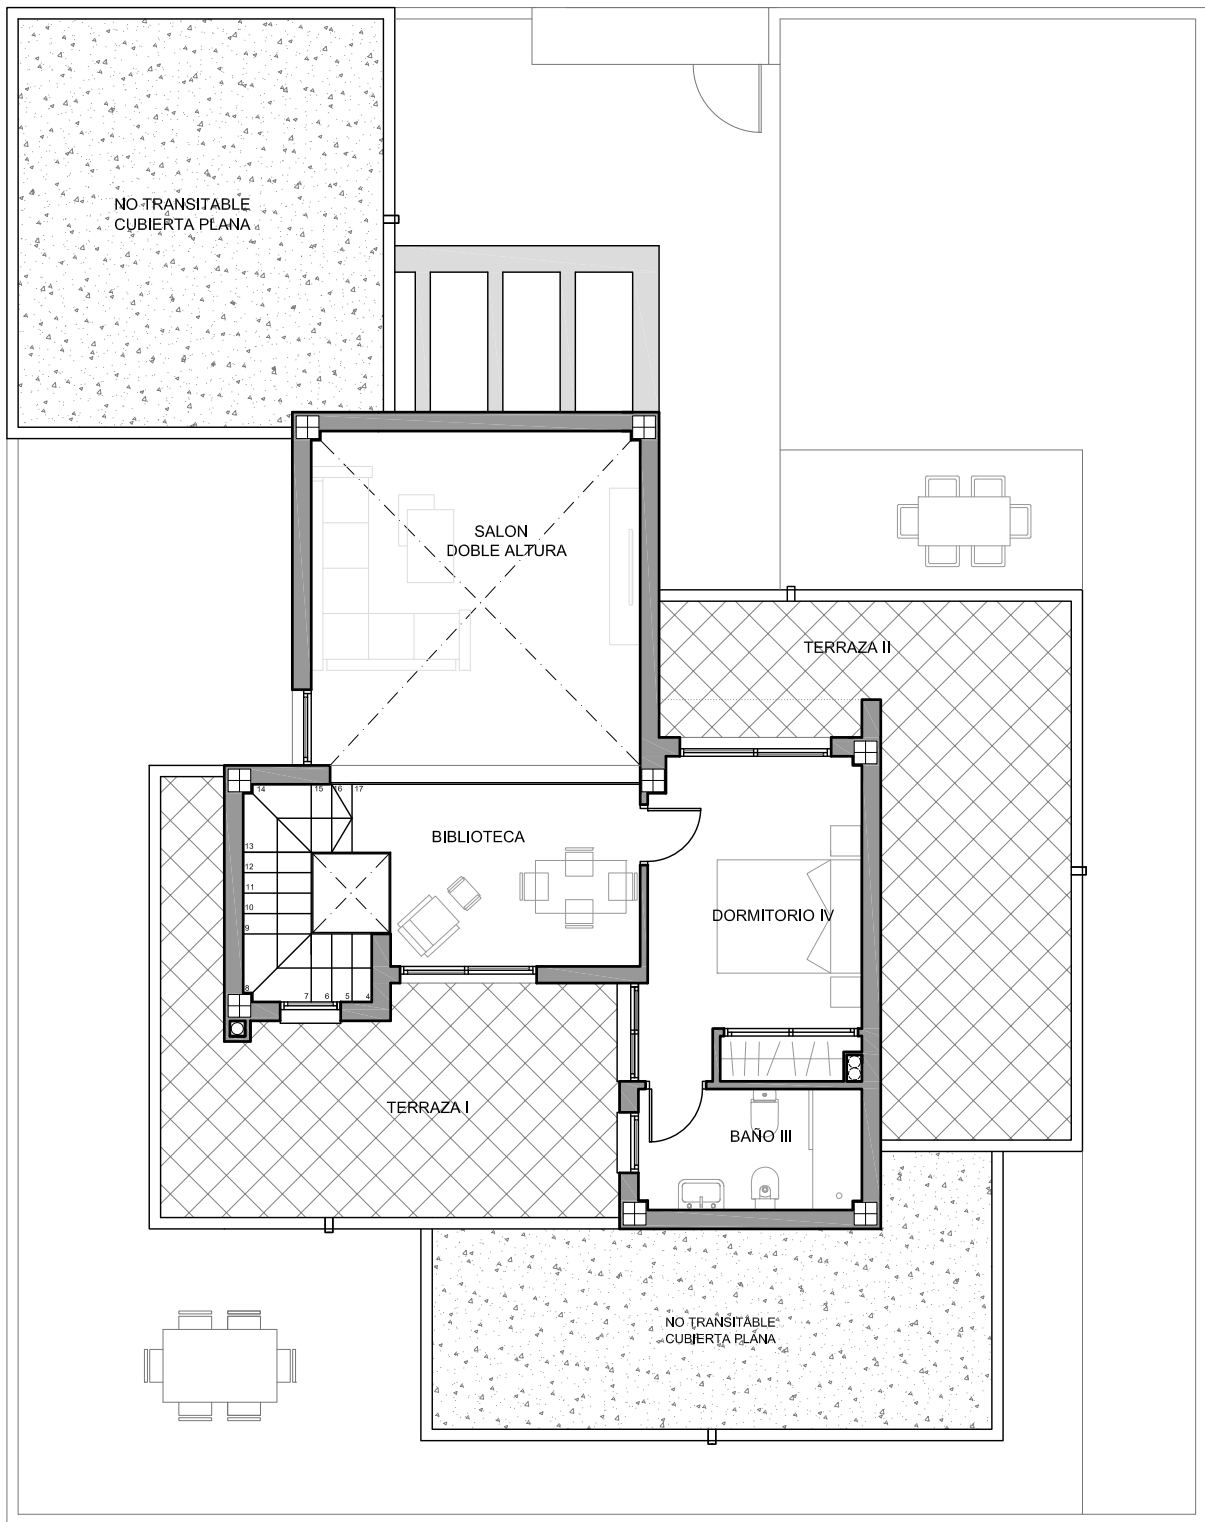 NO TRANSITABLE
CUBIERTA PLANA
SALON
DOBLE ALTURA
TERRAZA II
14
15
16
17
BIBLIOTECA
13
12
11
10
9
8
7
6
5
4
DORMITORIO IV
TERRAZA I
BAÑO III
NO TRANSITABLE
CUBIERTA PLANA